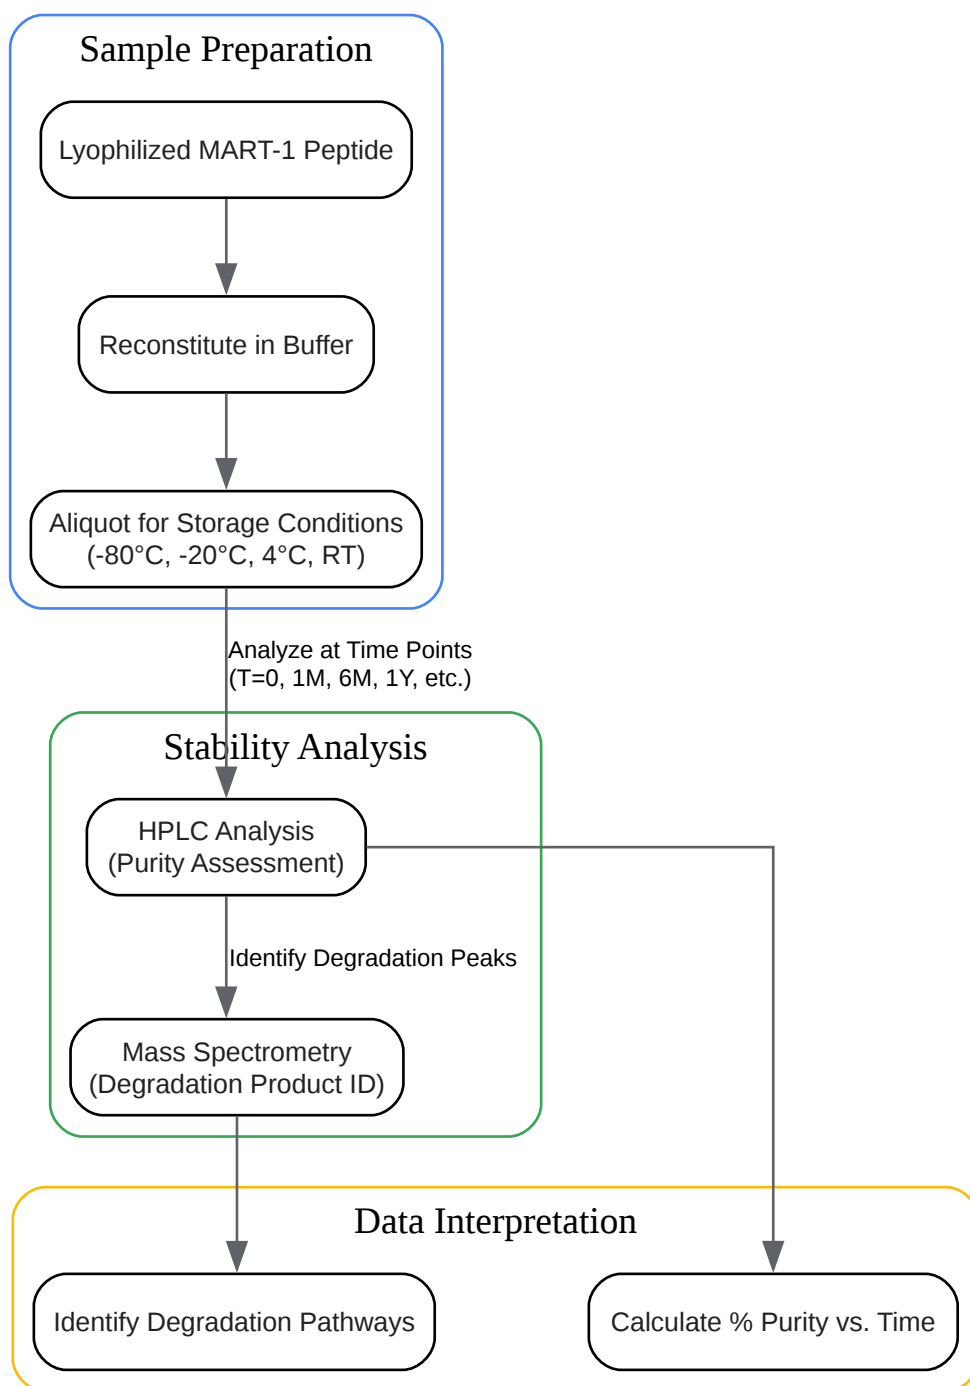 Sample Preparation
Lyophilized MART-1 Peptide
Reconstitute in Buffer
Aliquot for Storage Conditions
(-80°C, -20°C, 4°C, RT)
Analyze at Time Points
(T=0, 1M, 6M, 1Y, etc.)
Stability Analysis
HPLC Analysis
(Purity Assessment)
Identify Degradation Peaks
Mass Spectrometry
(Degradation Product ID)
Data Interpretation
Identify Degradation Pathways
Calculate % Purity vs. Time